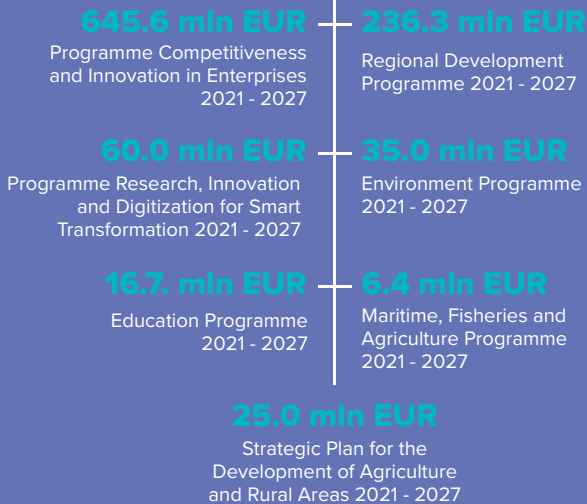 645.6 mln EUR
Programme Competitiveness
and Innovation in Enterprises
2021 - 2027
236.3 mln EUR
Regional Development
Programme 2021 - 2027
60.0 mln EUR
Programme Research, Innovation
and Digitization for Smart
Transformation 2021 - 2027
35.0 mln EUR
Environment Programme
2021 - 2027
16.7. mln EUR
Education Programme
2021 - 2027
6.4 mln EUR
Maritime, Fisheries and
Agriculture Programme
2021 - 2027
25.0 mln EUR
Strategic Plan for the
Development of Agriculture
and Rural Areas 2021 - 2027